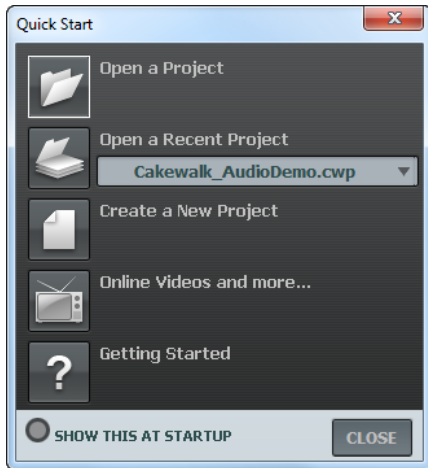 Quick Start
Open a Project
Open a Recent Project
Cakewalk_AudioDemo.cwp
Create a New Project
Online Videos and more...
?
Getting Started
SHOW THIS AT STARTUP
CLOSE